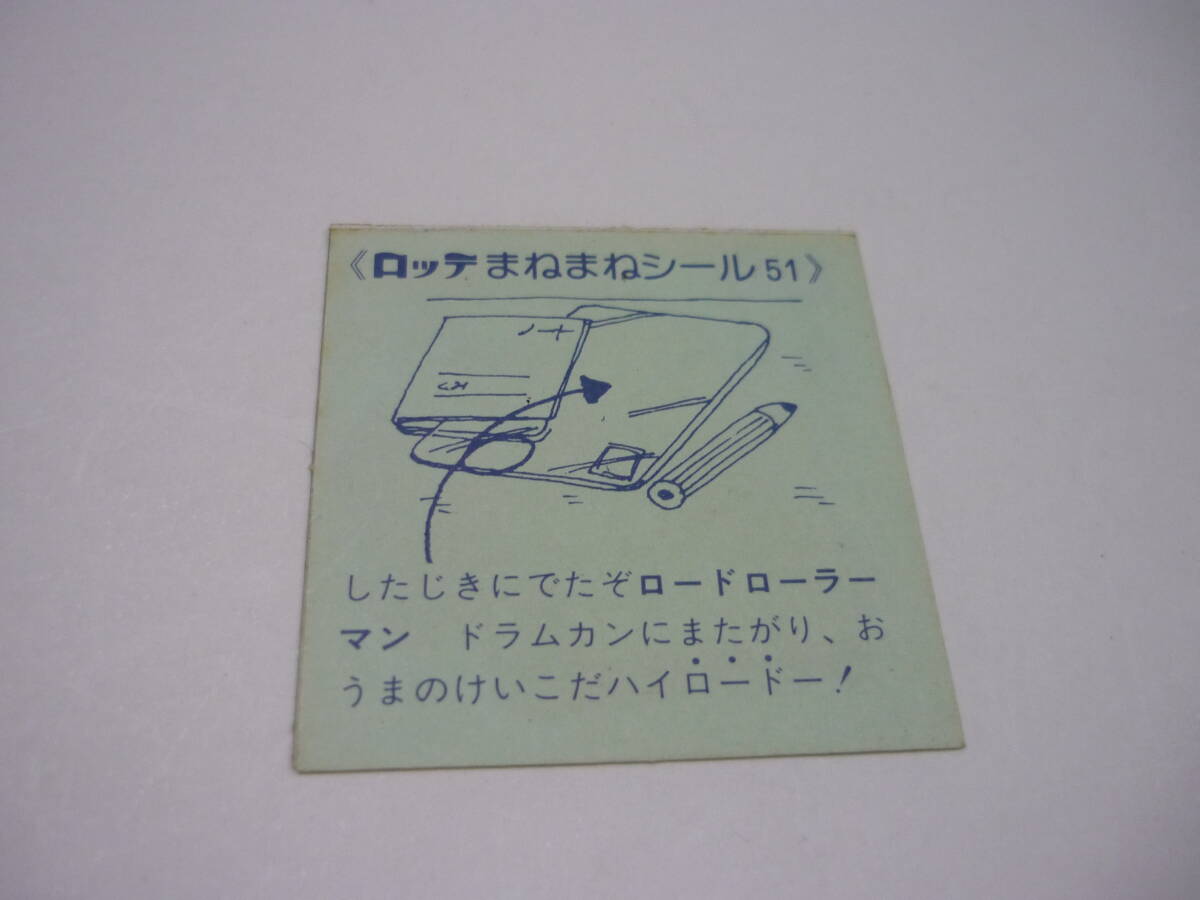 《ロッテまねまねシール51》
ノート
したじきにでたぞロードローラー
マン　ドラムカンにまたがり、お
うまのけいこだハイロードー！